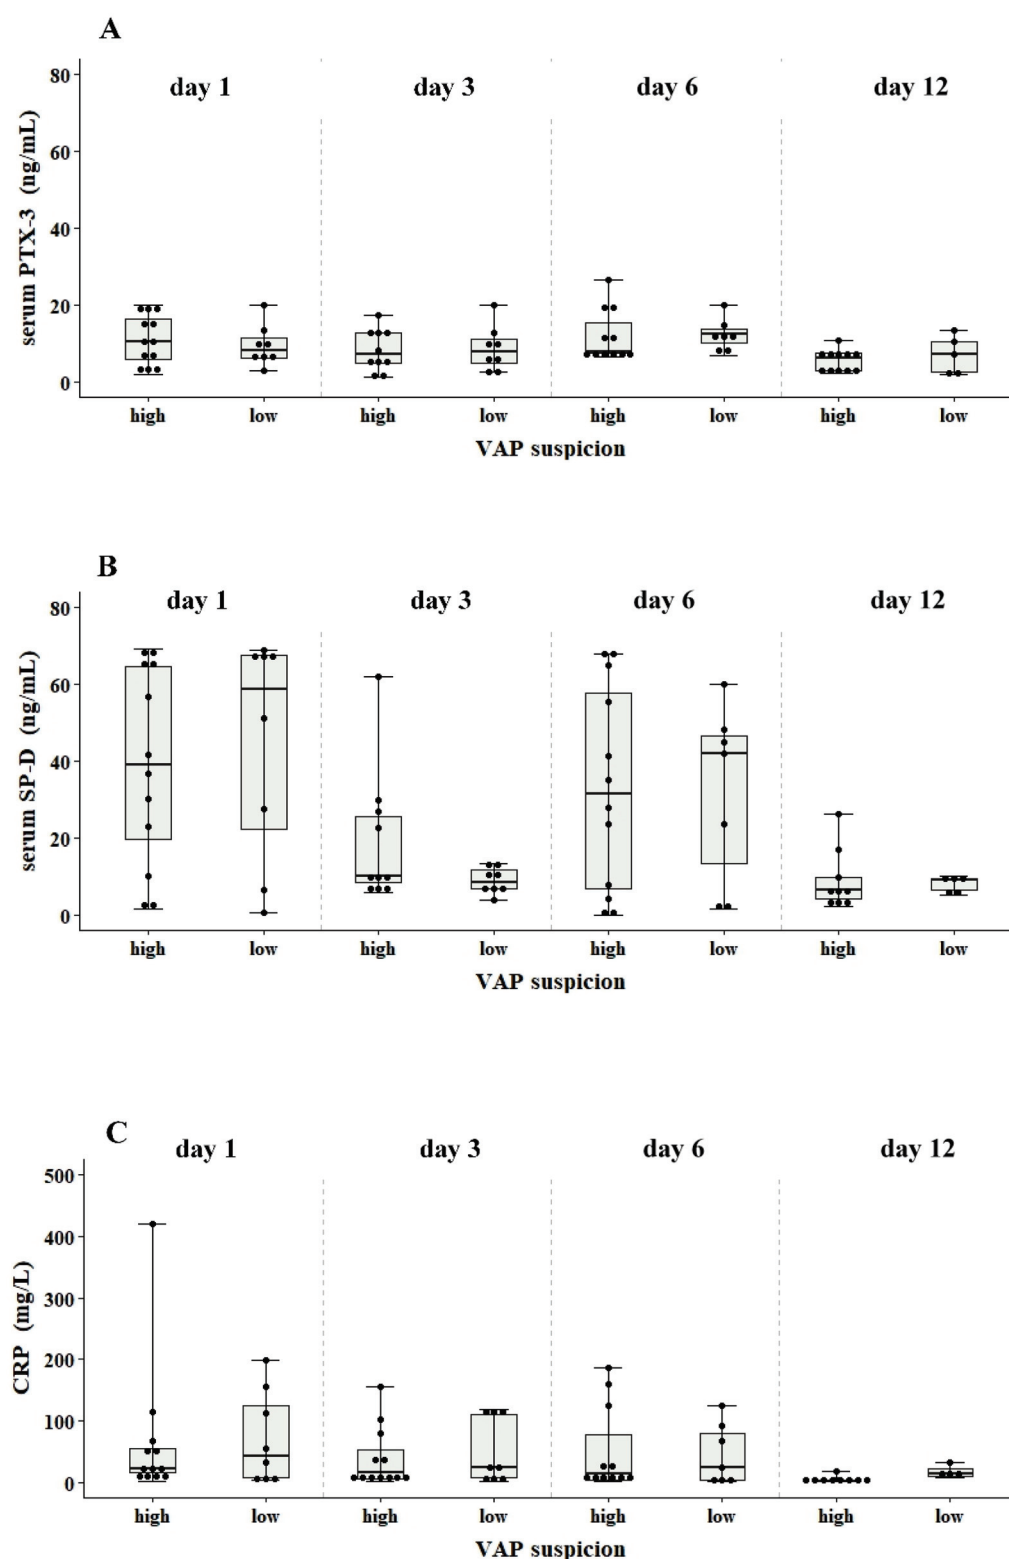 A
day 1 day 3 day 6 day 12
serum PTX-3 (ng/mL)
80
60
40
20
0
high low high low high low high low
VAP suspicion
B
day 1 day 3 day 6 day 12
serum SP-D (ng/mL)
80
60
40
20
0
high low high low high low high low
VAP suspicion
C
day 1 day 3 day 6 day 12
CRP (mg/L)
500
400
300
200
100
0
high low high low high low high low
VAP suspicion